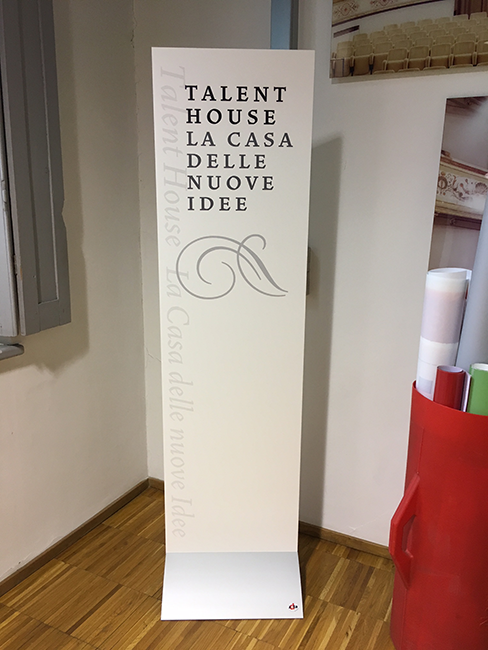 TALENT
HOUSE
LA CASA
DELLE
NUOVE
IDEE
Talent House La Casa delle nuove Idee